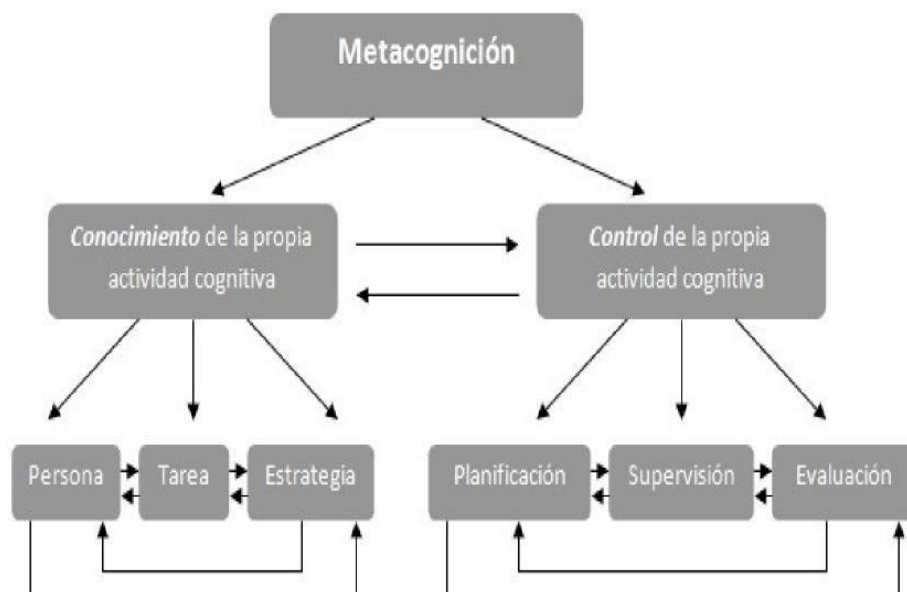 Metacognición
Conocimiento de la propia
actividad cognitiva
Control de la propia
actividad cognitiva
Persona
Tarea
Estrategia
Planificación
Supervisión
Evaluación